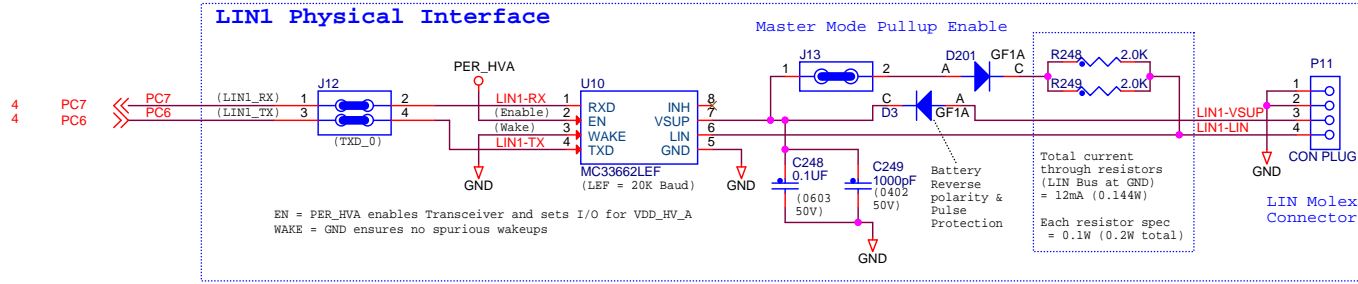 LIN1 Physical Interface
Master Mode Pullup Enable
PER_HVA
J12
U10
J13
D201
GF1A
R248
2.0K
R249
2.0K
P11
1
2
A
C
4
PC7
PC7
(LIN1_RX)
1
2
LIN1-RX
1
RXD
INH
8
4
PC6
PC6
(LIN1_TX)
3
4
(Enable)
2
EN
VSUP
7
(Wake)
3
WAKE
LIN
6
LIN1-TX
4
TXD
GND
5
(TXD_0)
C
A
D3
GF1A
LIN1-VSUP
LIN1-LIN
1
2
3
4
CON PLUG
GND
MC33662LEF
(LEF = 20K Baud)
GND
GND
C248
0.1UF
(0603
50V)
C249
1000pF
(0402
50V)
GND
Battery
Reverse
polarity &
Pulse
Protection
Total current
through resistors
(LIN Bus at GND)
= 12mA (0.144W)
Each resistor spec
= 0.1W (0.2W total)
LIN Molex
Connector
EN = PER_HVA enables Transceiver and sets I/O for VDD_HV_A
WAKE = GND ensures no spurious wakeups